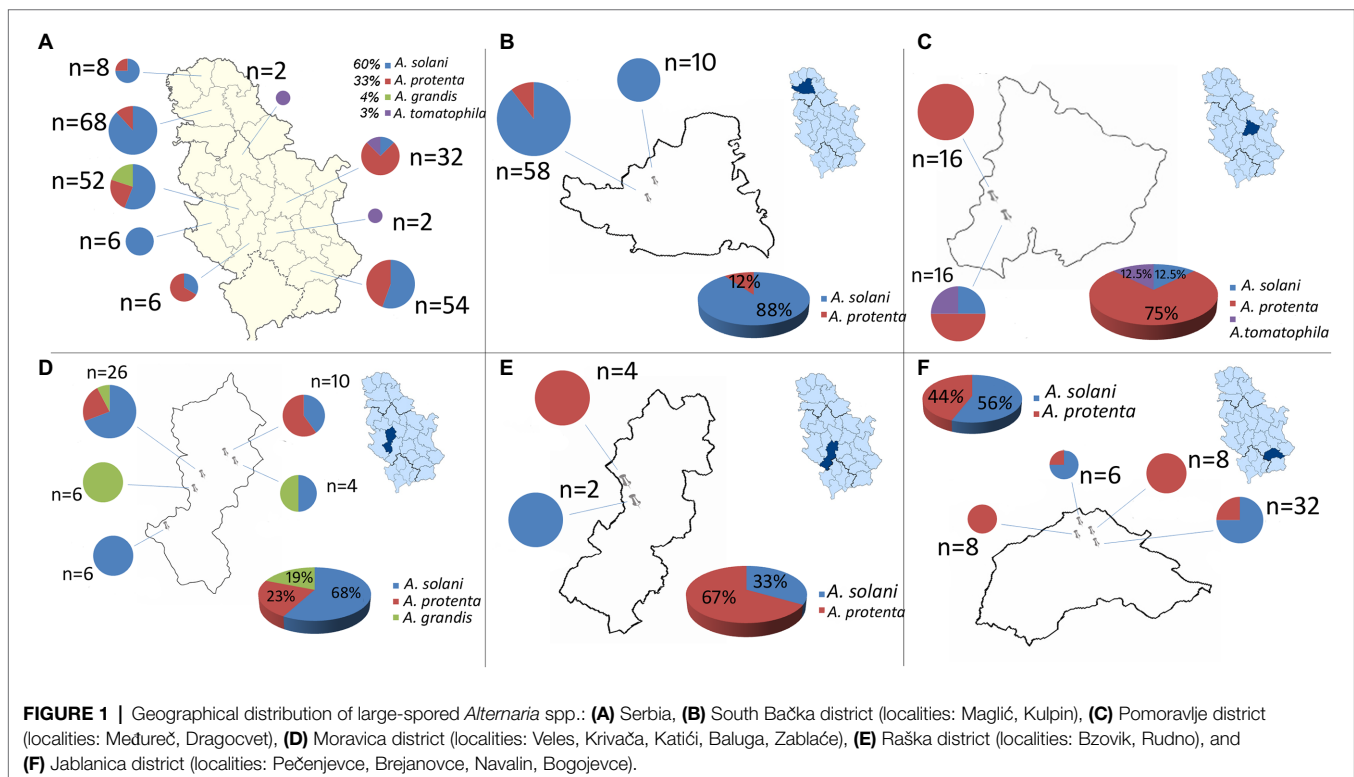 A
n=8
n=2
60% A. solani
33% A. protenta
4% A. grandis
3% A. tomatophila
n=68
n=32
n=52
n=6
n=2
n=6
n=54
B
n=10
n=58
12%
88%
A. solani
A. protenta
C
n=16
n=16
12.5% 12.5%
75%
A. solani
A. protenta
A.tomatophila
D
n=26
n=10
n=6
n=4
n=6
19%
23%
68%
A. solani
A. protenta
A. grandis
E
n=4
n=2
33%
67%
A. solani
A. protenta
F
44%
56%
A. solani
A. protenta
n=6
n=8
n=8
n=32
FIGURE 1 | Geographical distribution of large-spored Alternaria spp.: (A) Serbia, (B) South Bačka district (localities: Maglić, Kulpin), (C) Pomoravlje district
(localities: Međureč, Dragocvet), (D) Moravica district (localities: Veles, Krivača, Katići, Baluga, Zablaće), (E) Raška district (localities: Bzovik, Rudno), and
(F) Jablanica district (localities: Pečenjevce, Brejanovce, Navalin, Bogojevce).